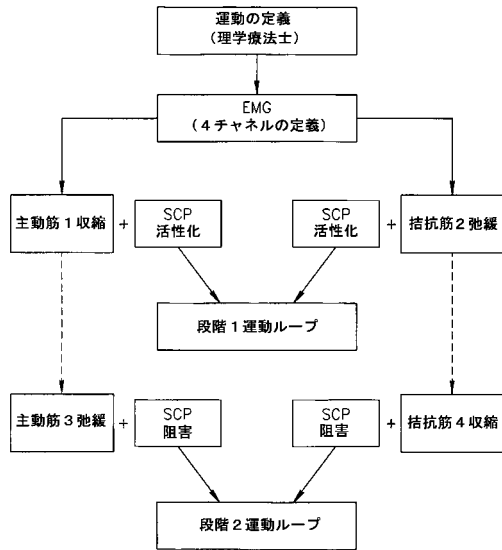 運動の定義
（理学療法士）
EMG
（４チャネルの定義）
主動筋１収縮 + SCP 活性化 SCP 活性化 + 拮抗筋２弛緩
段階１運動ループ
主動筋３弛緩 + SCP 阻害 SCP 阻害 + 拮抗筋４収縮
段階２運動ループ